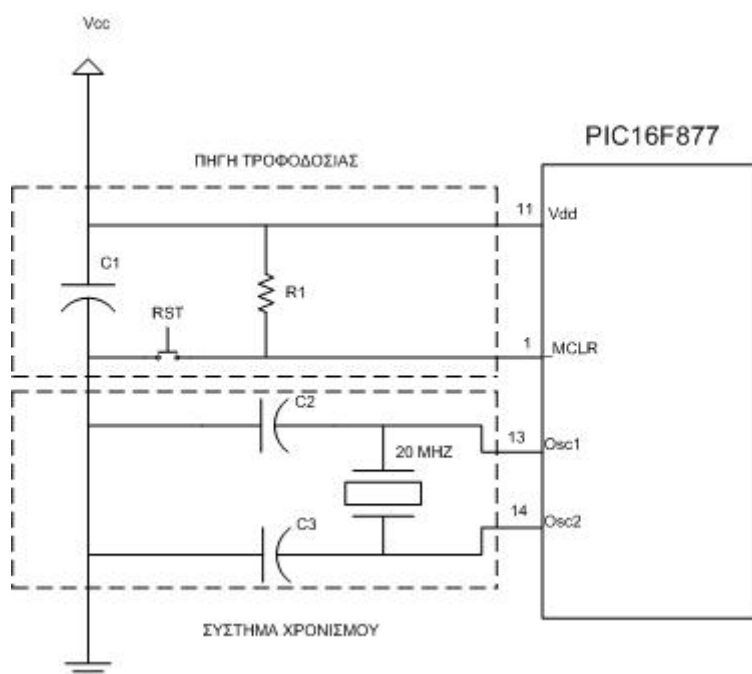 Vcc
PIC16F877
ΠΗΓΗ ΤΡΟΦΟΔΟΣΙΑΣ
11
Vdd
C1
R1
RST
1
MCLR
C2
20 MHZ
13
Osc1
14
Osc2
C3
ΣΥΣΤΗΜΑ ΧΡΟΝΙΣΜΟΥ